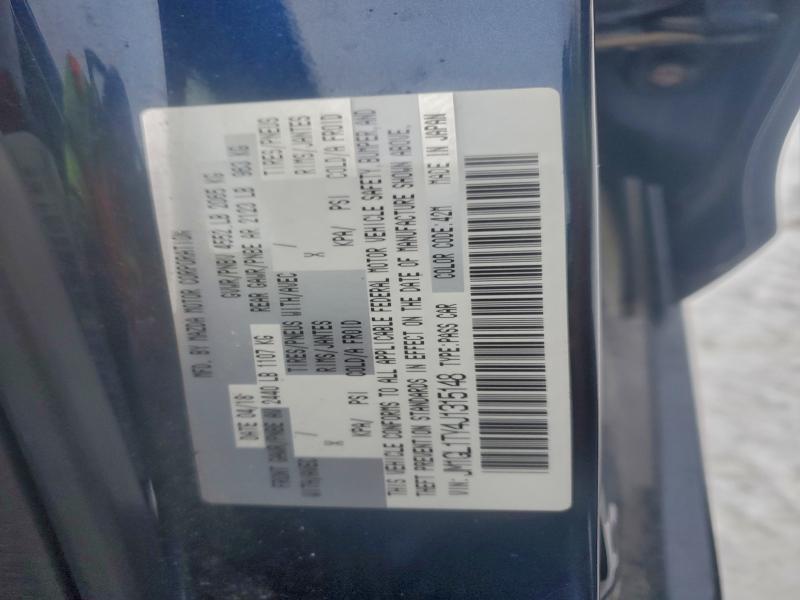 MFD. BY MAZDA MOTOR CORPORATION
DATE 04/18 GVWR/PNBV 4552 LB 2065 KG
FRONT GAWR/PNBE AV 2440 LB 1107 KG REAR GAWR/PNBE AR 2120 LB 963 KG
WITH/AVEC TIRES/PNEUS WITH/AVEC TIRES/PNEUS
/ RIMS/JANTES / RIMS/JANTES
X X
KPA/ PSI COLD/A FROID KPA/ PSI COLD/A FROID
THIS VEHICLE CONFORMS TO ALL APPLICABLE FEDERAL MOTOR VEHICLE SAFETY, BUMPER, AND
THEFT PREVENTION STANDARDS IN EFFECT ON THE DATE OF MANUFACTURE SHOWN ABOVE.
VIN: JM1GL1TY4J1315148 TYPE:PASS CAR COLOR CODE:42M MADE IN JAPAN